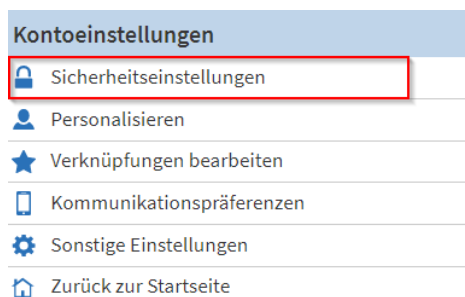 Kontoeinstellungen
Sicherheitseinstellungen
Personalisieren
Verknüpfungen bearbeiten
Kommunikationspräferenzen
Sonstige Einstellungen
Zurück zur Startseite